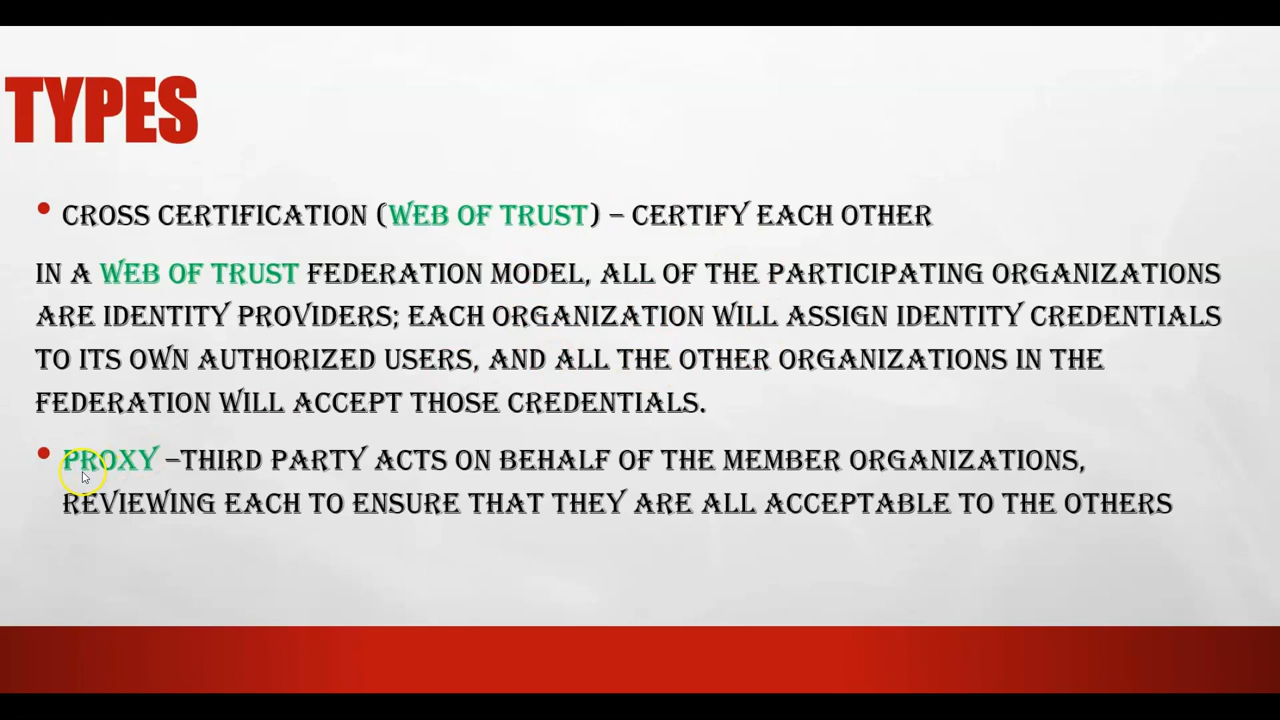 TYPES
• CROSS CERTIFICATION (WEB OF TRUST) – CERTIFY EACH OTHER
IN A WEB OF TRUST FEDERATION MODEL, ALL OF THE PARTICIPATING ORGANIZATIONS
ARE IDENTITY PROVIDERS; EACH ORGANIZATION WILL ASSIGN IDENTITY CREDENTIALS
TO ITS OWN AUTHORIZED USERS, AND ALL THE OTHER ORGANIZATIONS IN THE
FEDERATION WILL ACCEPT THOSE CREDENTIALS.
• PROXY –THIRD PARTY ACTS ON BEHALF OF THE MEMBER ORGANIZATIONS,
REVIEWING EACH TO ENSURE THAT THEY ARE ALL ACCEPTABLE TO THE OTHERS